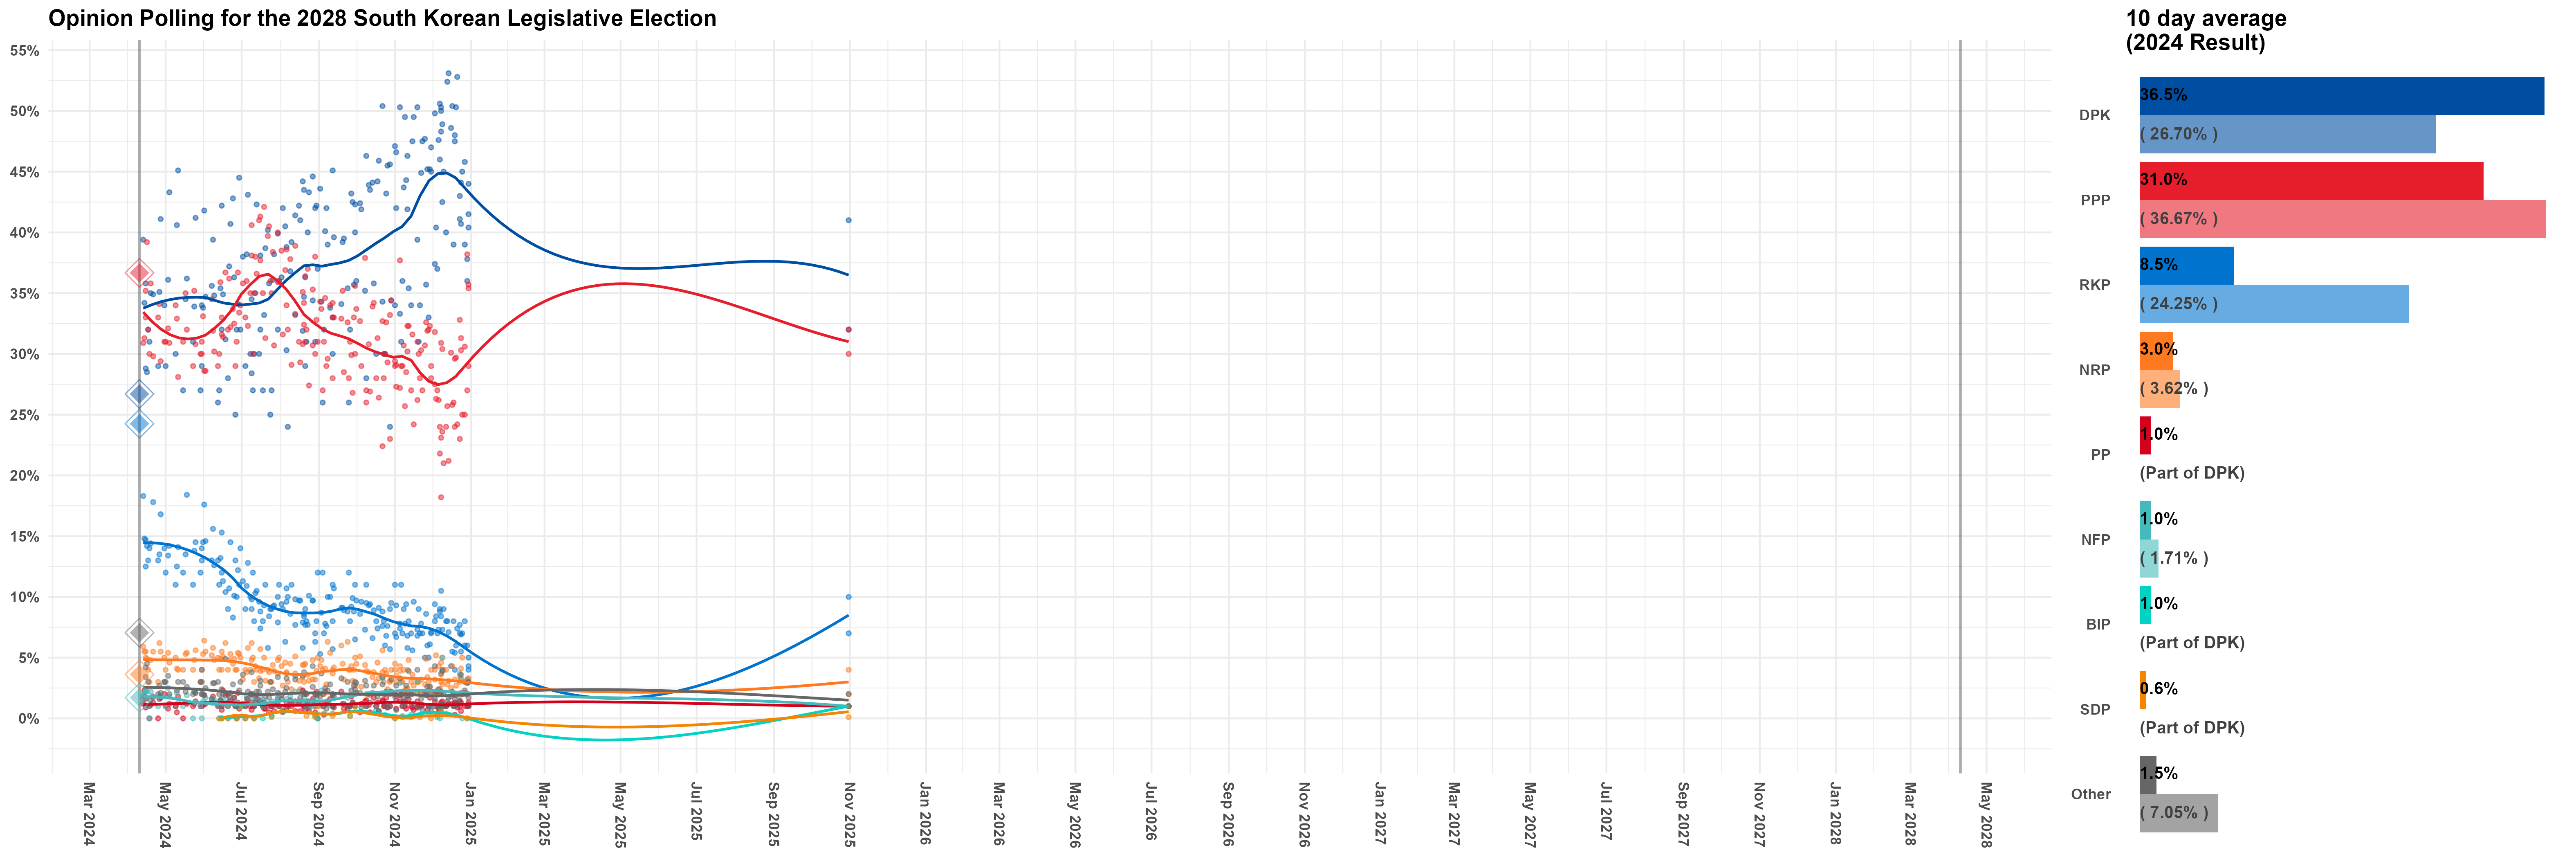 Opinion Polling for the 2028 South Korean Legislative Election
55%
50%
45%
40%
35%
30%
25%
20%
15%
10%
5%
0%
Mar 2024
May 2024
Jul 2024
Sep 2024
Nov 2024
Jan 2025
Mar 2025
May 2025
Jul 2025
Sep 2025
Nov 2025
Jan 2026
Mar 2026
May 2026
Jul 2026
Sep 2026
Nov 2026
Jan 2027
Mar 2027
May 2027
Jul 2027
Sep 2027
Nov 2027
Jan 2028
Mar 2028
May 2028
10 day average
(2024 Result)
DPK
36.5%
( 26.70% )
PPP
31.0%
( 36.67% )
RKP
8.5%
( 24.25% )
NRP
3.0%
( 3.62% )
PP
1.0%
(Part of DPK)
NFP
1.0%
( 1.71% )
BIP
1.0%
(Part of DPK)
SDP
0.6%
(Part of DPK)
Other
1.5%
( 7.05% )